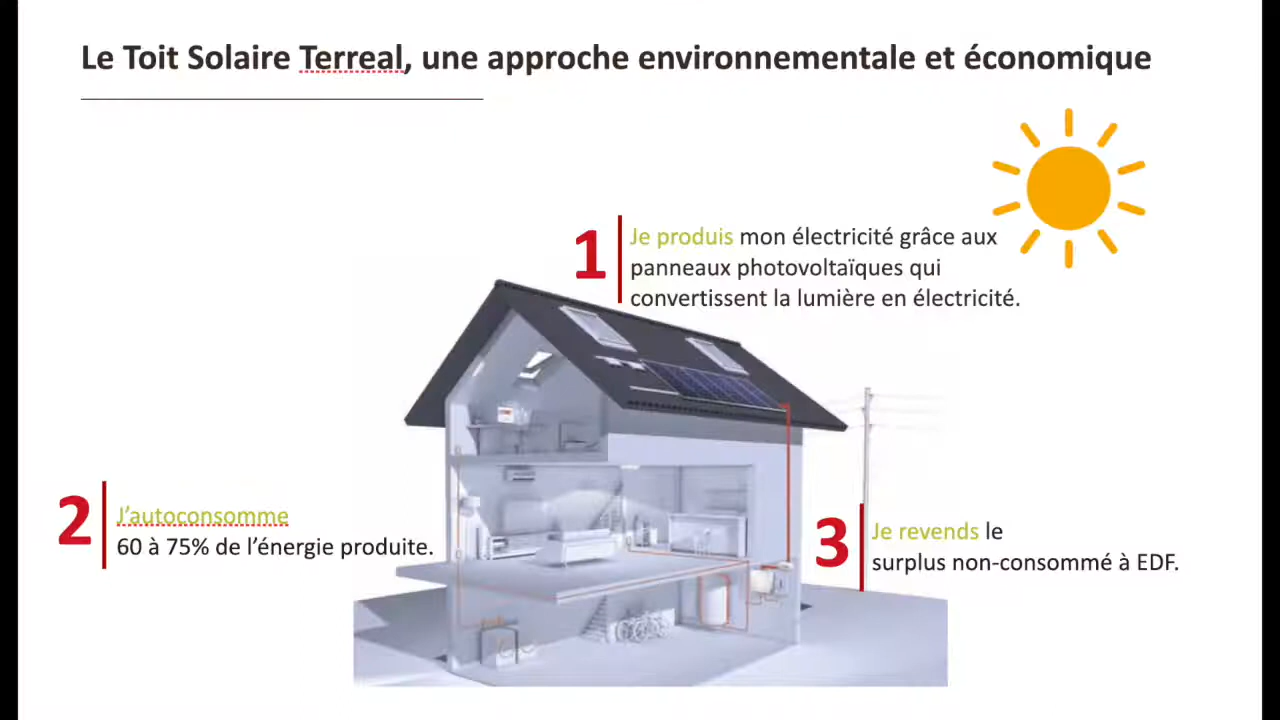 Le Toit Solaire Terreal, une approche environnementale et économique
1
Je produis mon électricité grâce aux
panneaux photovoltaïques qui
convertissent la lumière en électricité.
2
J’autoconsomme
60 à 75% de l’énergie produite.
3
Je revends le
surplus non-consommé à EDF.